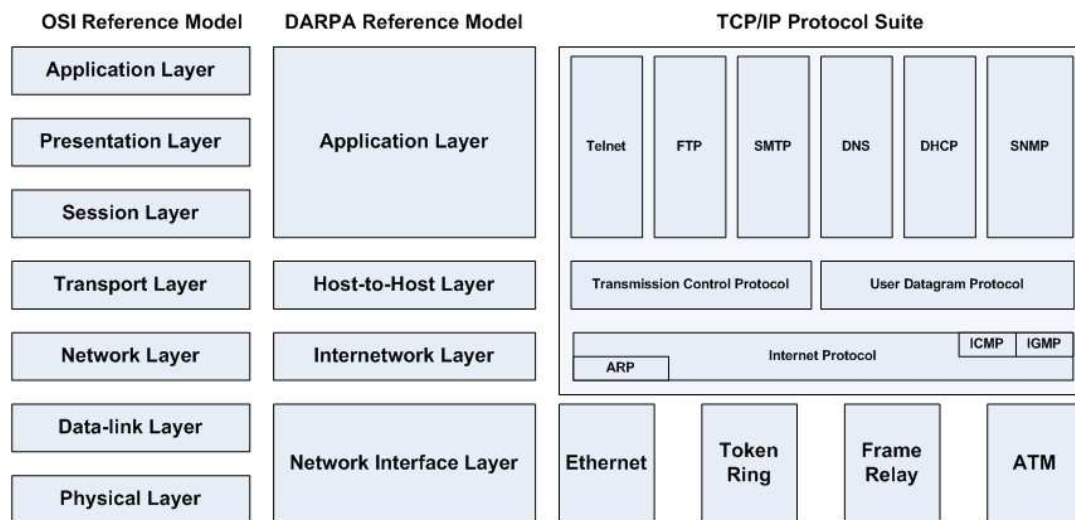 OSI Reference Model
DARPA Reference Model
TCP/IP Protocol Suite
Application Layer
Presentation Layer
Session Layer
Transport Layer
Network Layer
Data-link Layer
Physical Layer
Application Layer
Host-to-Host Layer
Internetwork Layer
Network Interface Layer
Telnet
FTP
SMTP
DNS
DHCP
SNMP
Transmission Control Protocol
User Datagram Protocol
Internet Protocol
ICMP
IGMP
ARP
Ethernet
Token
Ring
Frame
Relay
ATM